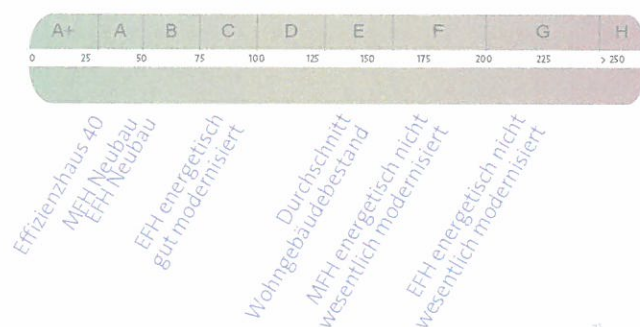 A+ A B C D E F G H
0 25 50 75 100 125 150 175 200 225 > 250
Effizienzhaus 40
MFH Neubau
EFH Neubau
EFH energetisch
gut modernisiert
Durchschnitt
Wohngebäudebestand
MFH energetisch nicht
wesentlich modernisiert
EFH energetisch nicht
wesentlich modernisiert